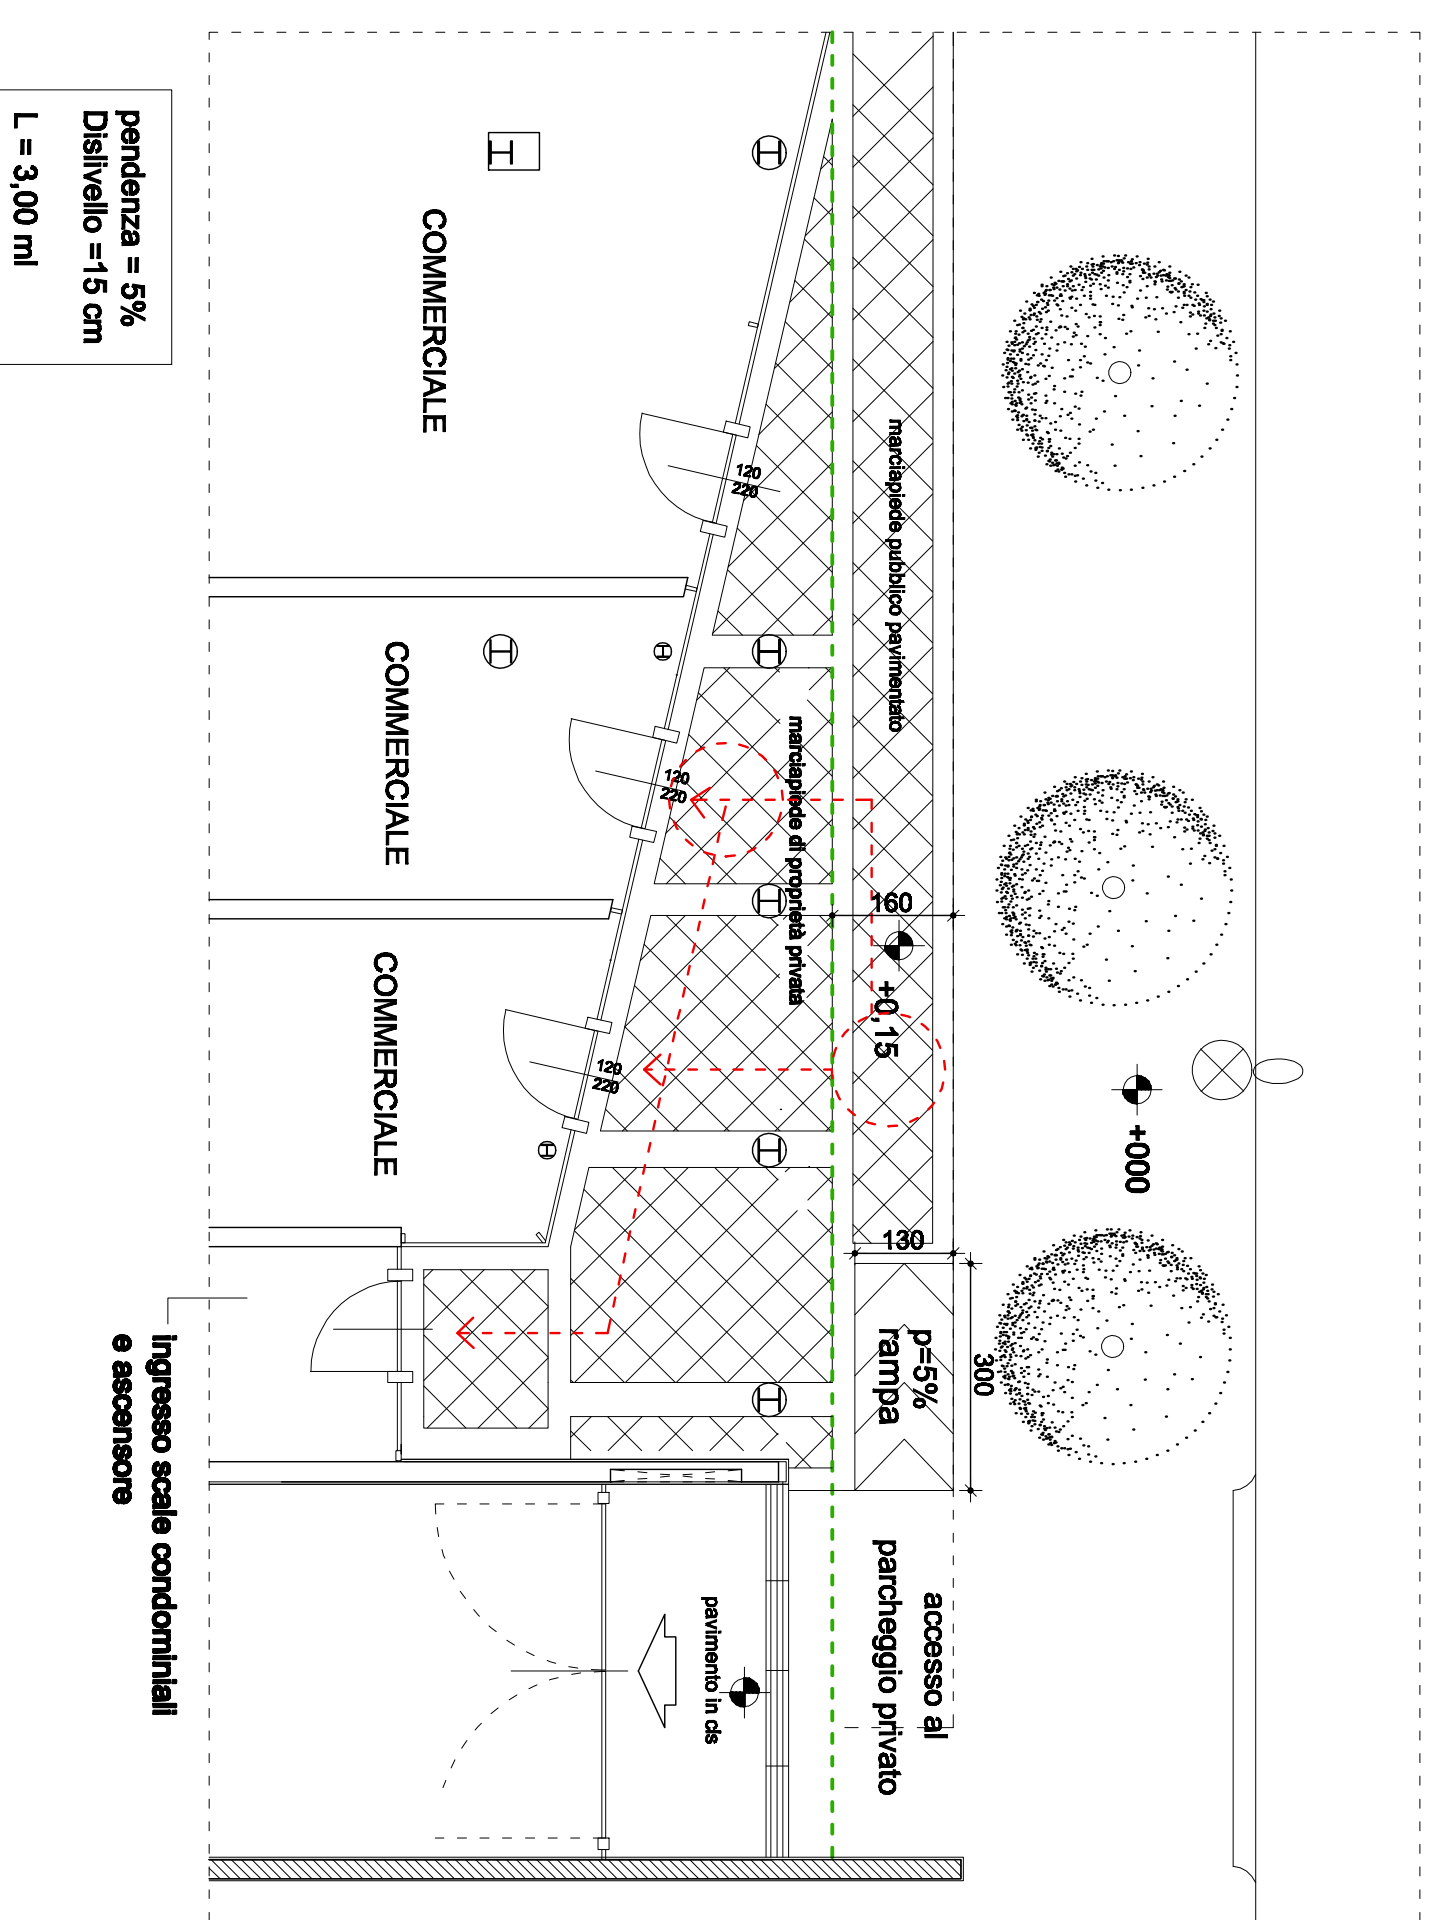 pendenza = 5%
Dislivello =15 cm
L = 3,00 ml
COMMERCIALE
COMMERCIALE
COMMERCIALE
120
220
120
220
120
220
marciapiede pubblico pavimentato
marciapiede di proprietà privata
160
+0,15
+000
130
300
p=5%
rampa
ingresso scale condominiali
e ascensore
accesso al
parcheggio privato
pavimento in cls